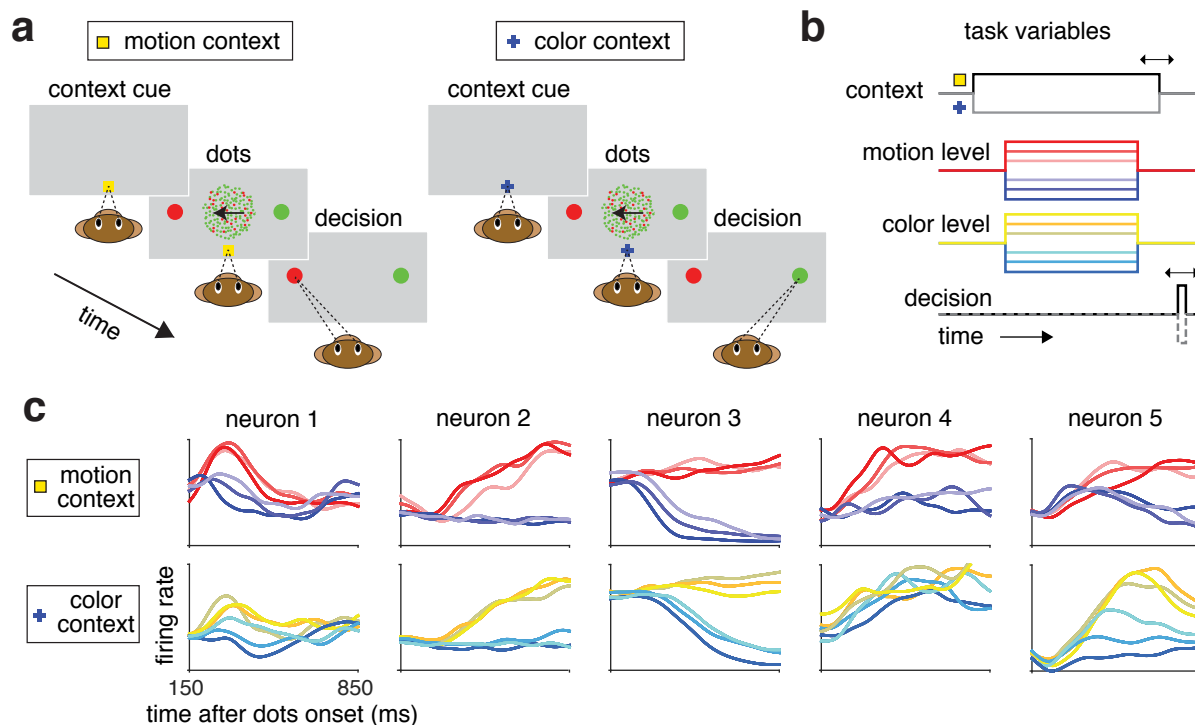 a
motion context
color context
context cue
dots
decision
time
context cue
dots
decision
b
task variables
context
motion level
color level
decision
time
c
neuron 1
neuron 2
neuron 3
neuron 4
neuron 5
motion
context
color
context
firing rate
150
850
time after dots onset (ms)